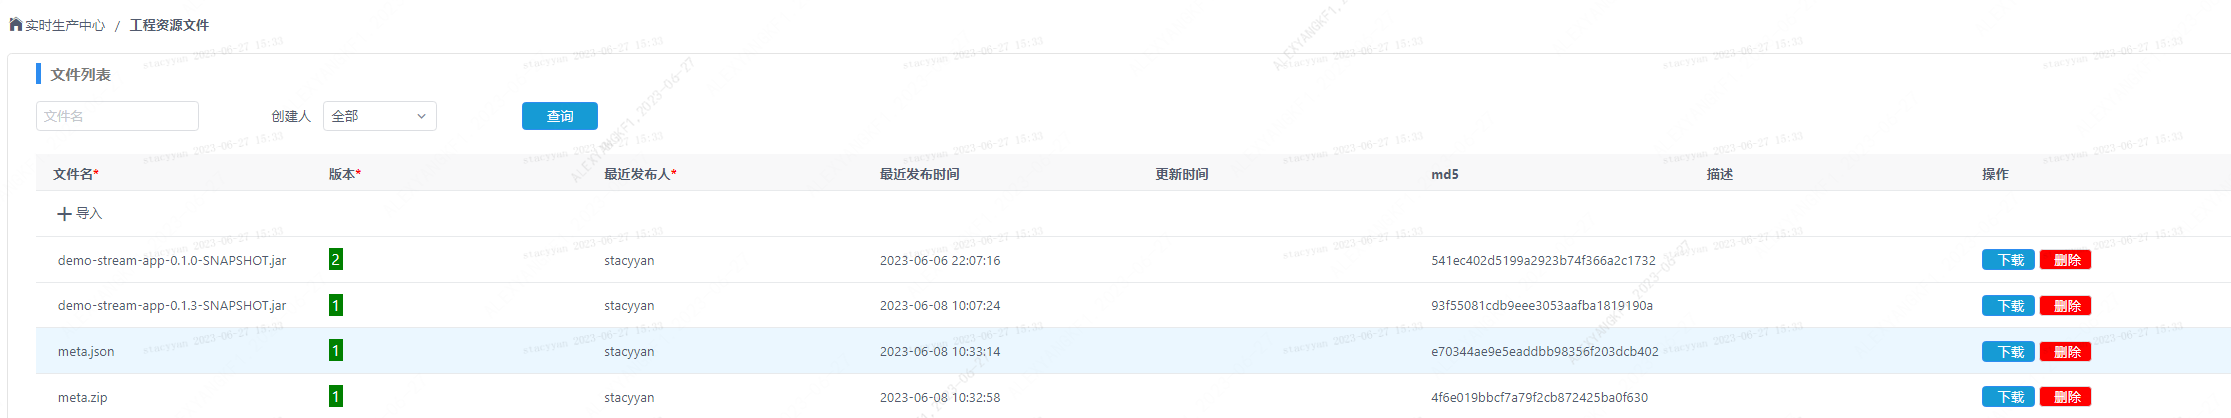 实时生产中心 / 工程资源文件
文件列表
文件名 创建人 全部 查询
文件名* 版本* 最近发布人* 最近发布时间 更新时间 md5 描述 操作
导入
demo-stream-app-0.1.0-SNAPSHOT.jar 2 stacyyan 2023-06-06 22:07:16 541ec402d5199a2923b74f366a2c1732 下载 删除
demo-stream-app-0.1.3-SNAPSHOT.jar 1 stacyyan 2023-06-08 10:07:24 93f55081cdb9eee3053aafba1819190a 下载 删除
meta.json 1 stacyyan 2023-06-08 10:33:14 e70344ae9e5eaddbb98356f203dcb402 下载 删除
meta.zip 1 stacyyan 2023-06-08 10:32:58 4f6e019bbcf7a79f2cb872425ba0f630 下载 删除
stacyyan 2023-06-27 15:33
ALEXYANGKF1,2023-06-27